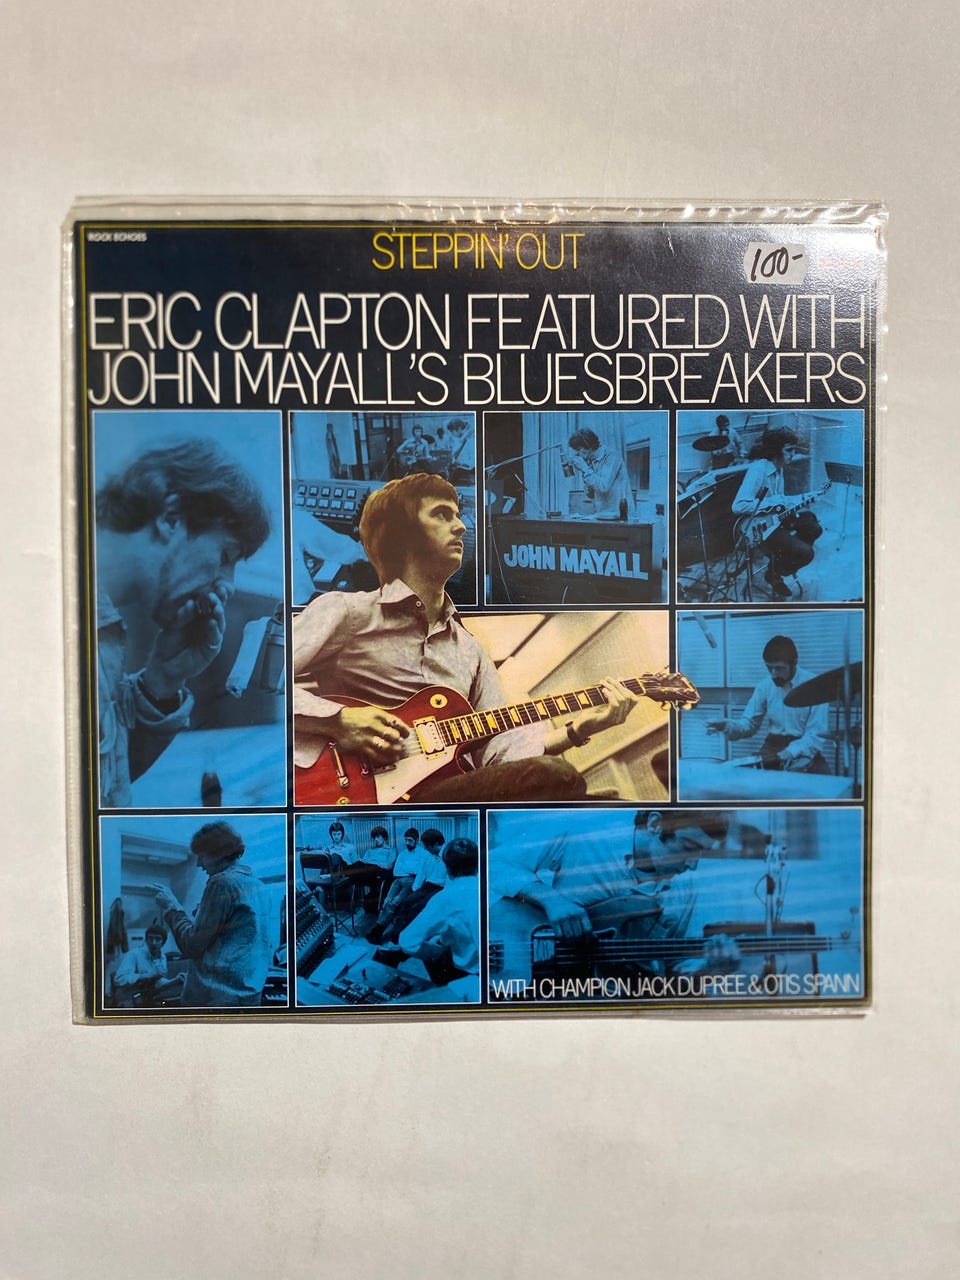 ROCK ECHOES
STEPPIN' OUT
100-
ERIC CLAPTON FEATURED WITH
JOHN MAYALL'S BLUESBREAKERS
JOHN MAYALL
WITH CHAMPION JACK DUPREE & OTIS SPANN